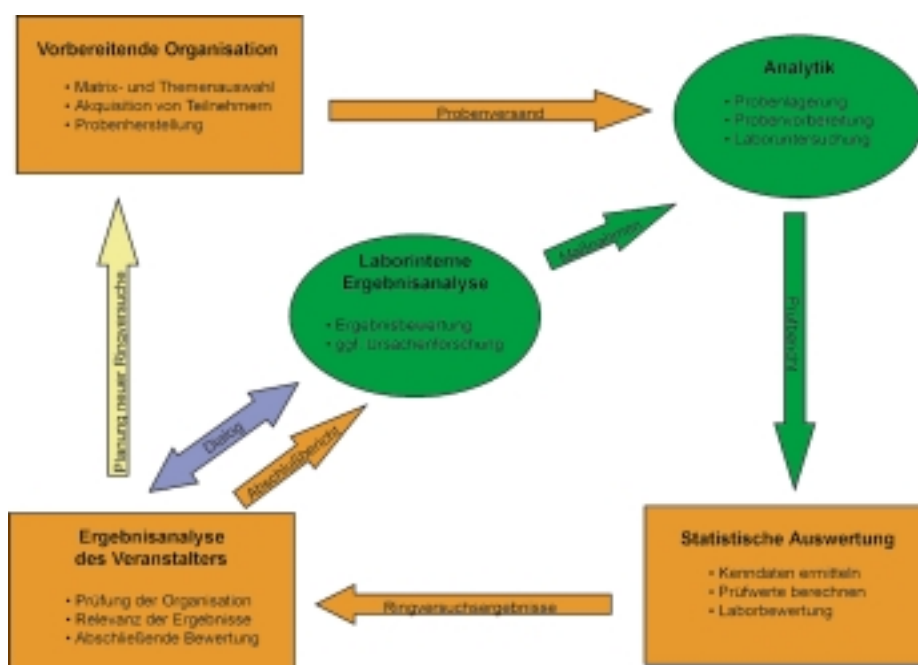 Vorbereitende Organisation
• Matrix- und Themenauswahl
• Akquisition von Teilnehmern
• Probenherstellung
Probenversand
Analytik
• Probenlagerung
• Probenvorbereitung
• Laboruntersuchung
Maßnahmen
Laborinterne
Ergebnisanalyse
• Ergebnisbewertung
• ggf. Ursachenforschung
Prüfbericht
Planung neuer Ringversuche
Dialog
Abschlußbericht
Ergebnisanalyse
des Veranstalters
• Prüfung der Organisation
• Relevanz der Ergebnisse
• Abschließende Bewertung
Ringversuchsergebnisse
Statistische Auswertung
• Kenndaten ermitteln
• Prüfwerte berechnen
• Laborbewertung